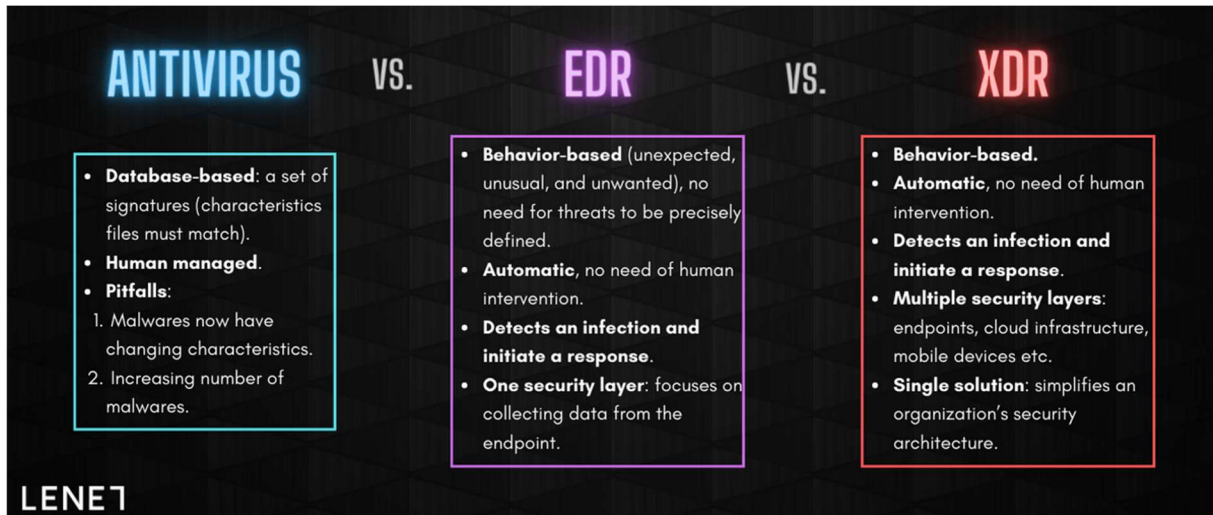 ANTIVIRUS
VS.
EDR
VS.
XDR
• Database-based: a set of
signatures (characteristics
files must match).
• Human managed.
• Pitfalls:
1. Malwares now have
changing characteristics.
2. Increasing number of
malwares.
• Behavior-based (unexpected,
unusual, and unwanted), no
need for threats to be precisely
defined.
• Automatic, no need of human
intervention.
• Detects an infection and
initiate a response.
• One security layer: focuses on
collecting data from the
endpoint.
• Behavior-based.
• Automatic, no need of human
intervention.
• Detects an infection and
initiate a response.
• Multiple security layers:
endpoints, cloud infrastructure,
mobile devices etc.
• Single solution: simplifies an
organization’s security
architecture.
LENET